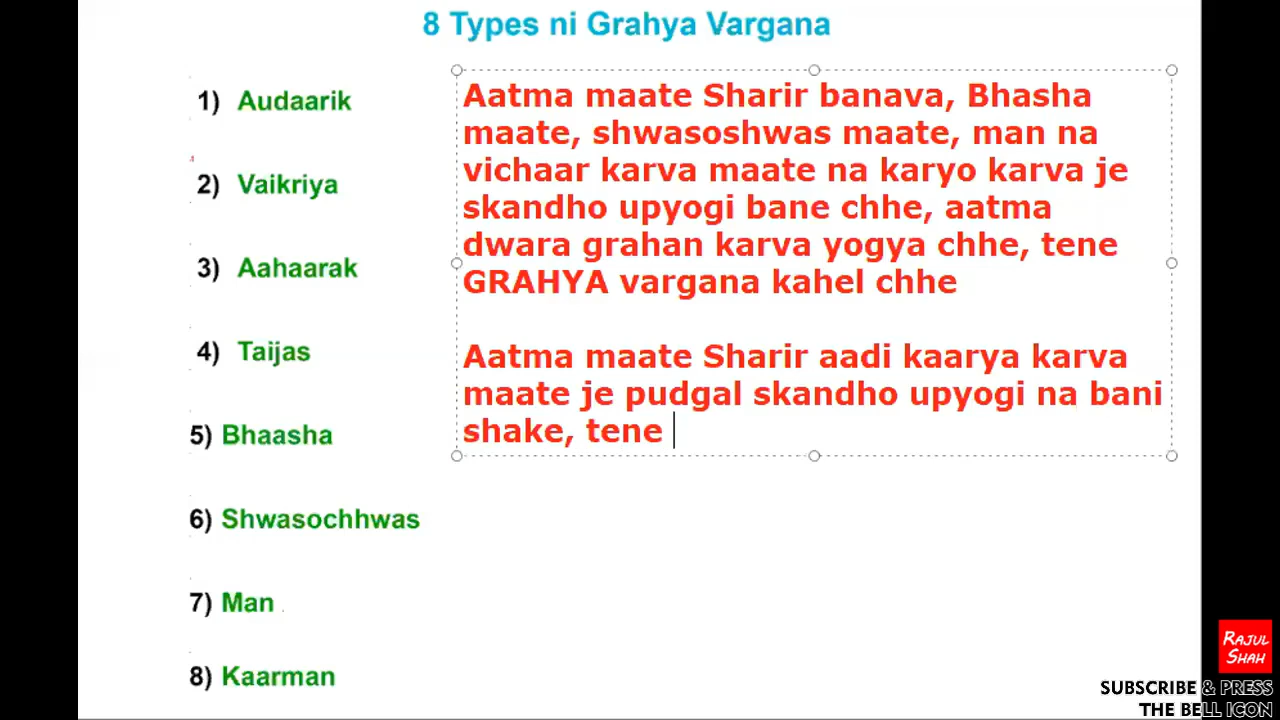 8 Types ni Grahya Vargana
1) Audaarik
2) Vaikriya
3) Aahaarak
4) Taijas
5) Bhaasha
6) Shwasochhwas
7) Man
8) Kaarman
Aatma maate Sharir banava, Bhasha
maate, shwasoshwas maate, man na
vichaar karva maate na karyo karva je
skandho upyogi bane chhe, aatma
dwara grahan karva yogya chhe, tene
GRAHYA vargana kahel chhe
Aatma maate Sharir aadi kaarya karva
maate je pudgal skandho upyogi na bani
shake, tene
RAJUL
SHAH
SUBSCRIBE & PRESS
THE BELL ICON